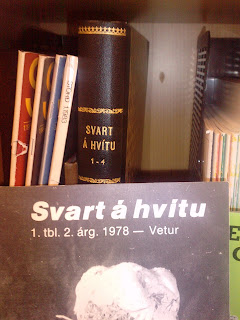 SVART
Á HVÍTU
1-4
Svart á hvítu
1. tbl. 2. árg. 1978 — Vetur